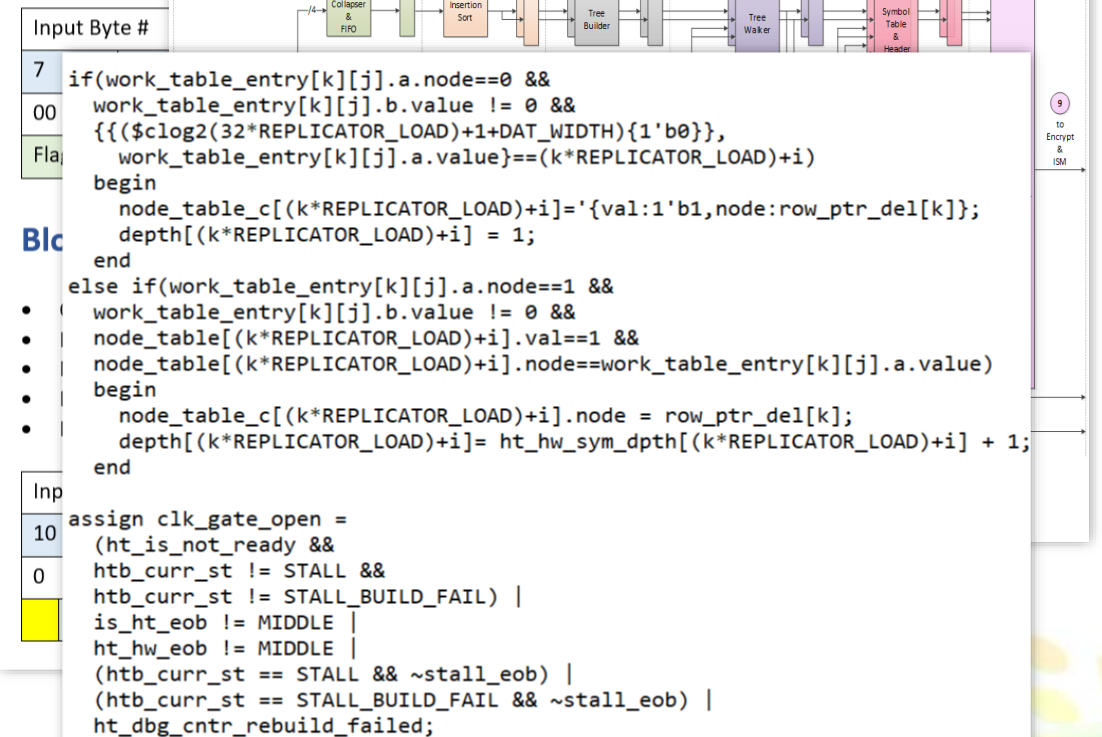 /4
Collapser
&
FIFO
Insertion
Sort
Tree
Builder
Tree
Walker
Symbol
Table
&
Header
Input Byte #
7
00
9
to
Encrypt
&
ISM
if(work_table_entry[k][j].a.node==0 &&
work_table_entry[k][j].b.value != 0 &&
{{($clog2(32*REPLICATOR_LOAD)+1+DAT_WIDTH){1'b0}},
work_table_entry[k][j].a.value}==(k*REPLICATOR_LOAD)+i)
begin
node_table_c[(k*REPLICATOR_LOAD)+i]='{val:1'b1,node:row_ptr_del[k]};
depth[(k*REPLICATOR_LOAD)+i] = 1;
end
else if(work_table_entry[k][j].a.node==1 &&
work_table_entry[k][j].b.value != 0 &&
node_table[(k*REPLICATOR_LOAD)+i].val==1 &&
node_table[(k*REPLICATOR_LOAD)+i].node==work_table_entry[k][j].a.value)
begin
node_table_c[(k*REPLICATOR_LOAD)+i].node = row_ptr_del[k];
depth[(k*REPLICATOR_LOAD)+i]= ht_hw_sym_dpth[(k*REPLICATOR_LOAD)+i] + 1;
end
10
0
assign clk_gate_open =
(ht_is_not_ready &&
htb_curr_st != STALL &&
htb_curr_st != STALL_BUILD_FAIL) |
is_ht_eob != MIDDLE |
ht_hw_eob != MIDDLE |
(htb_curr_st == STALL && ~stall_eob) |
(htb_curr_st == STALL_BUILD_FAIL && ~stall_eob) |
ht_dbg_cntr_rebuild_failed;